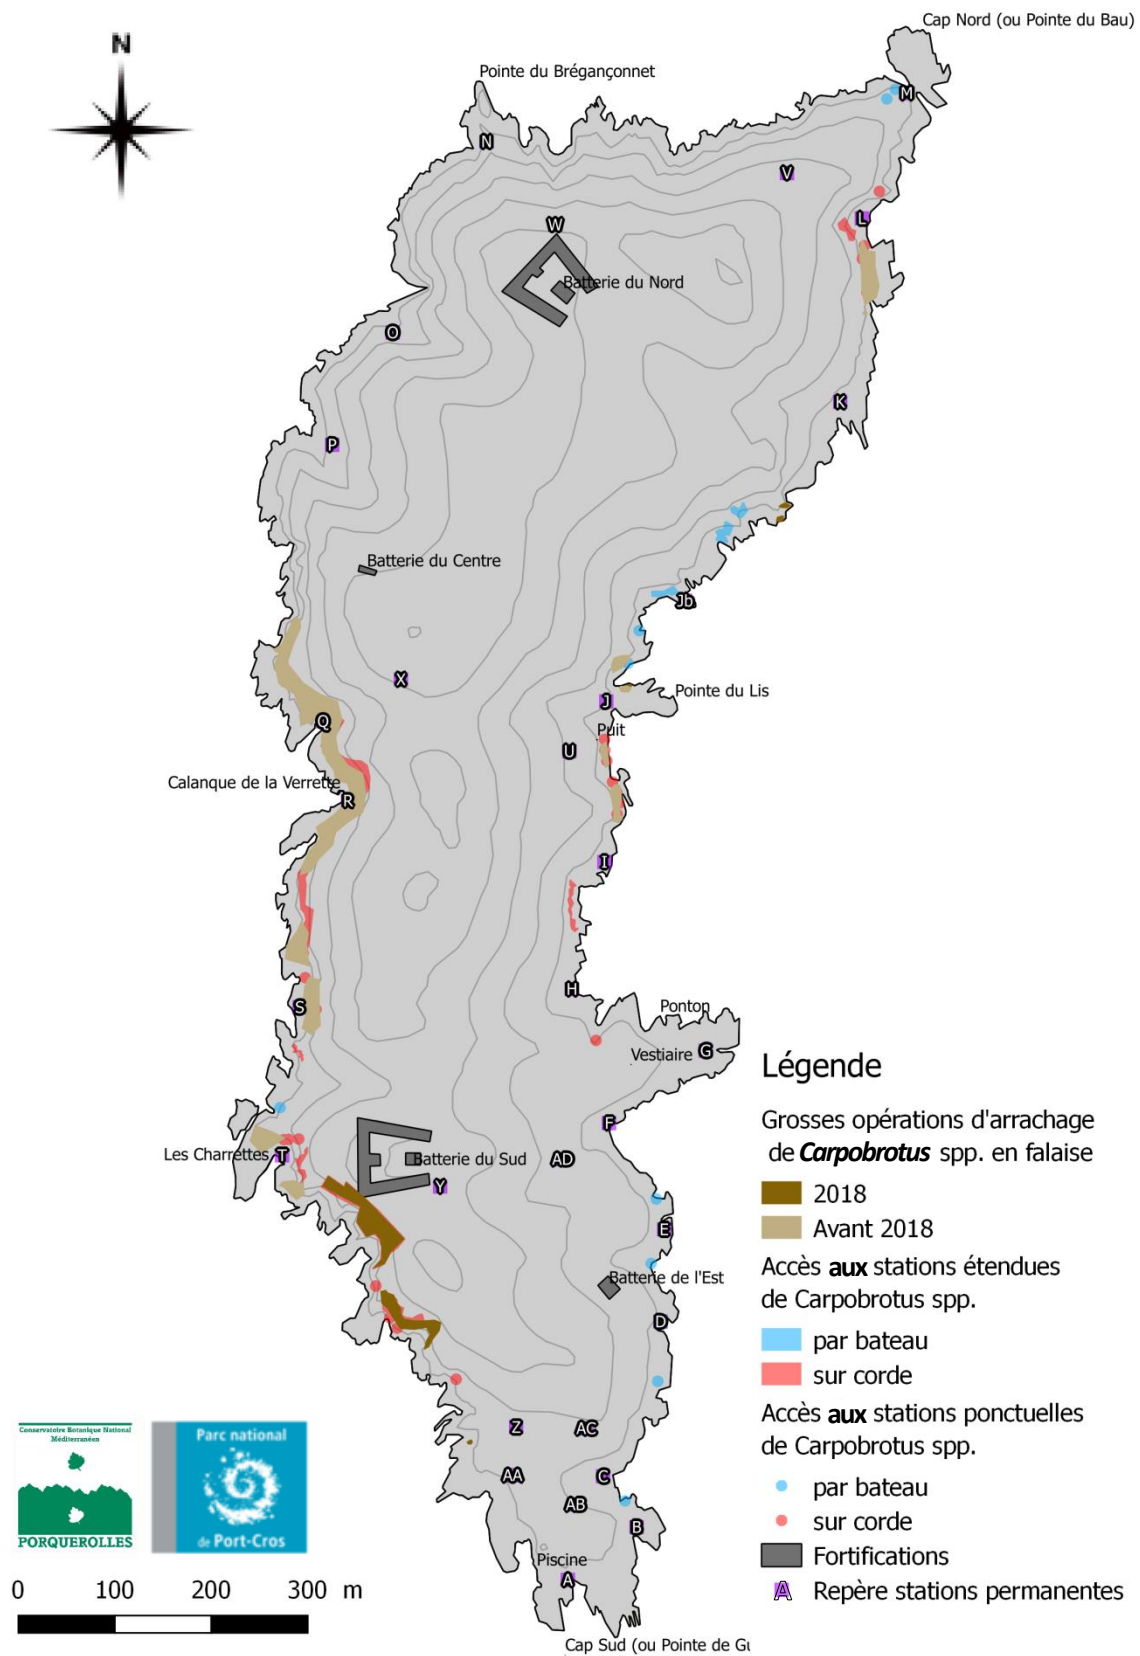 Cap Nord (ou Pointe du Bau)
N
Pointe du Brégançonnet
M
N
V
L
W
Batterie du Nord
O
K
P
Batterie du Centre
Jb
X
Pointe du Lis
J
Q
Puit
U
Calanque de la Verrette
R
I
H
S
Ponton
Vestiaire
G
F
Les Charrettes
T
Batterie du Sud
AD
Y
E
Batterie de l'Est
D
Z
AC
AA
C
AB
B
Piscine
A
Cap Sud (ou Pointe de Gu
Légende
Grosses opérations d'arrachage
de Carpobrotus spp. en falaise
2018
Avant 2018
Accès aux stations étendues
de Carpobrotus spp.
par bateau
sur corde
Accès aux stations ponctuelles
de Carpobrotus spp.
par bateau
sur corde
Fortifications
A Repère stations permanentes
Conservatoire Botanique National
Méditerranéen
PORQUEROLLES
Parc national
de Port-Cros
0 100 200 300 m